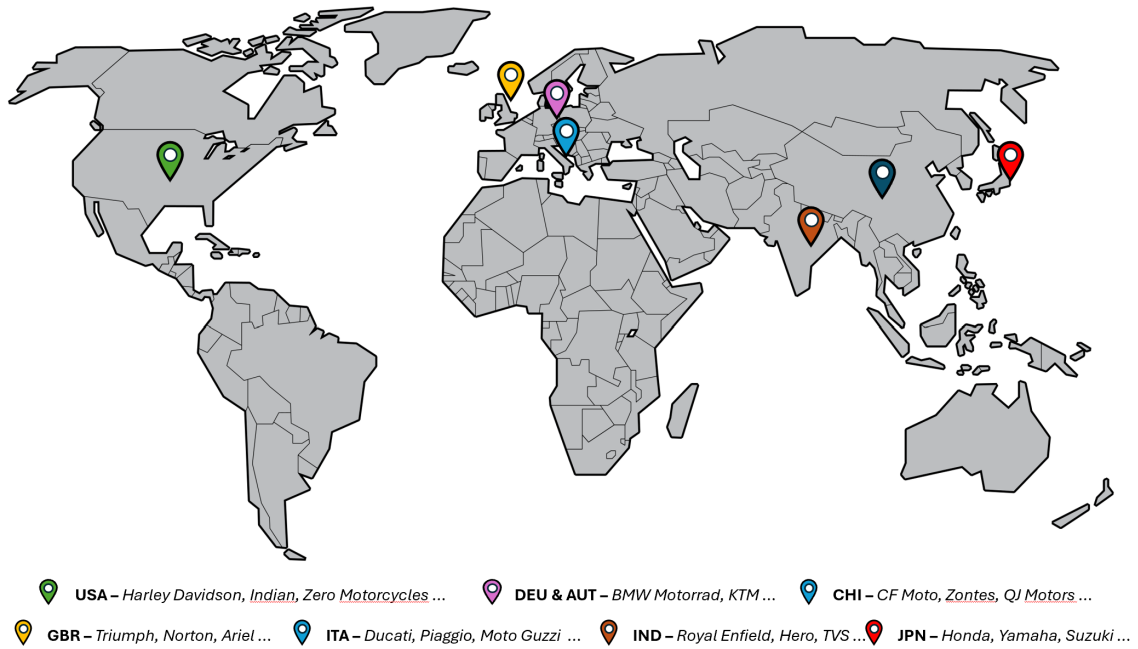 USA – Harley Davidson, Indian, Zero Motorcycles ... DEU & AUT – BMW Motorrad, KTM ... CHI – CF Moto, Zontes, QJ Motors ...
GBR – Triumph, Norton, Ariel ... ITA – Ducati, Piaggio, Moto Guzzi ... IND – Royal Enfield, Hero, TVS ... JPN – Honda, Yamaha, Suzuki ...